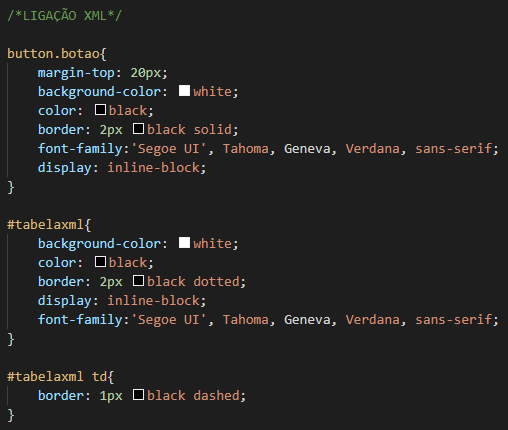 /*LIGAÇÃO XML*/
button.botao{
margin-top: 20px;
background-color: white;
color: black;
border: 2px black solid;
font-family:'Segoe UI', Tahoma, Geneva, Verdana, sans-serif;
display: inline-block;
}
#tabelaxml{
background-color: white;
color: black;
border: 2px black dotted;
display: inline-block;
font-family:'Segoe UI', Tahoma, Geneva, Verdana, sans-serif;
}
#tabelaxml td{
border: 1px black dashed;
}